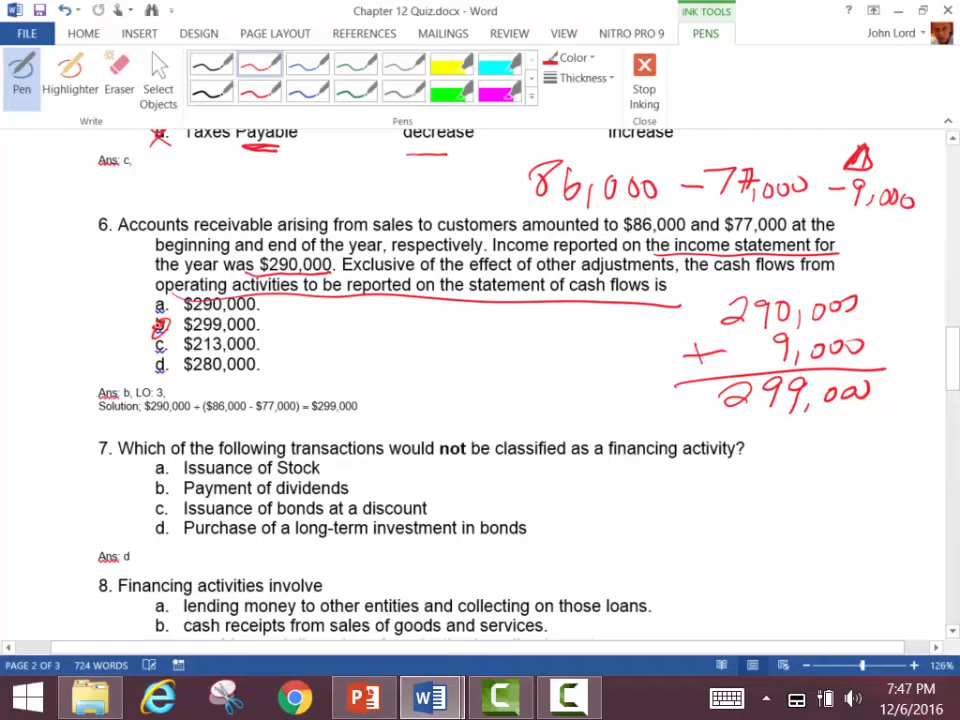 Chapter 12 Quiz.docx - Word
INK TOOLS
FILE HOME INSERT DESIGN PAGE LAYOUT REFERENCES MAILINGS REVIEW VIEW NITRO PRO 9 PENS
John Lord
Pen
Highlighter
Eraser
Select Objects
Color
Thickness
Stop Inking
Write
Pens
Close
d. Taxes Payable decrease increase
Ans: c,
86,000 - 77,000 Δ -9,000
6. Accounts receivable arising from sales to customers amounted to $86,000 and $77,000 at the
beginning and end of the year, respectively. Income reported on the income statement for
the year was $290,000. Exclusive of the effect of other adjustments, the cash flows from
operating activities to be reported on the statement of cash flows is
a. $290,000.
b. $299,000.
c. $213,000.
d. $280,000.
290,000
+ 9,000
299,000
Ans: b, LO: 3,
Solution; $290,000 + ($86,000 - $77,000) = $299,000
7. Which of the following transactions would not be classified as a financing activity?
a. Issuance of Stock
b. Payment of dividends
c. Issuance of bonds at a discount
d. Purchase of a long-term investment in bonds
Ans: d
8. Financing activities involve
a. lending money to other entities and collecting on those loans.
b. cash receipts from sales of goods and services.
PAGE 2 OF 3 724 WORDS 126%
7:47 PM
12/6/2016